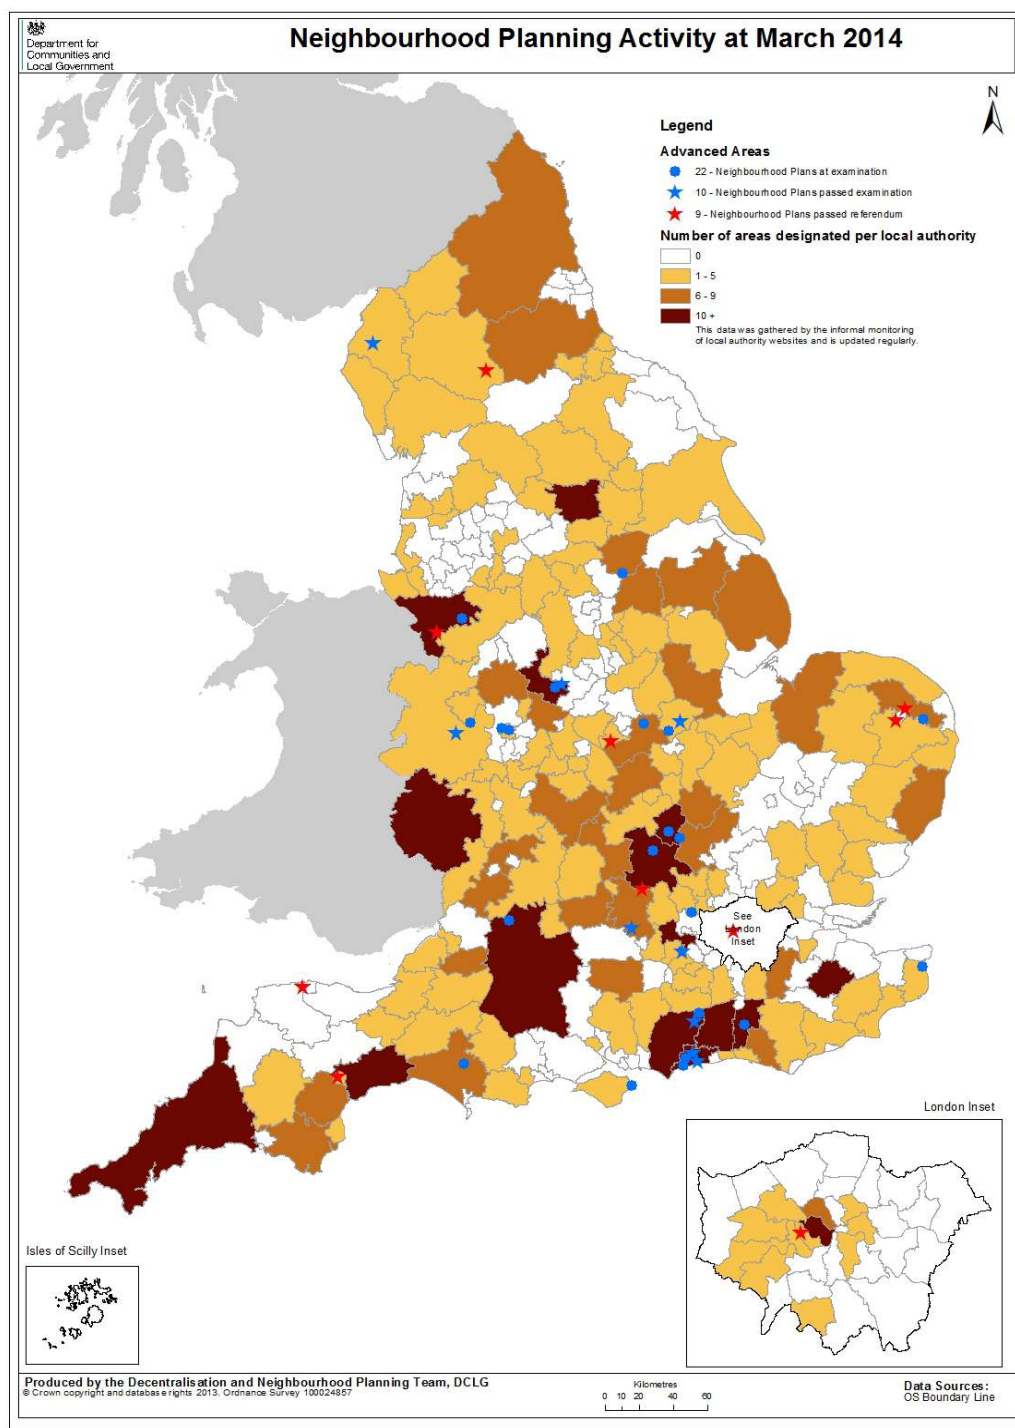 Department for
Communities and
Local Government
Neighbourhood Planning Activity at March 2014
N
Legend
Advanced Areas
22 - Neighbourhood Plans at examination
10 - Neighbourhood Plans passed examination
9 - Neighbourhood Plans passed referendum
Number of areas designated per local authority
0
1 - 5
6 - 9
10 +
This data was gathered by the informal monitoring
of local authority websites and is updated regularly.
See
London
Inset
London Inset
Isles of Scilly Inset
Produced by the Decentralisation and Neighbourhood Planning Team, DCLG
© Crown copyright and database rights 2013. Ordnance Survey 100024857
Kilometres
0 10 20 40 60
Data Sources:
OS Boundary Line